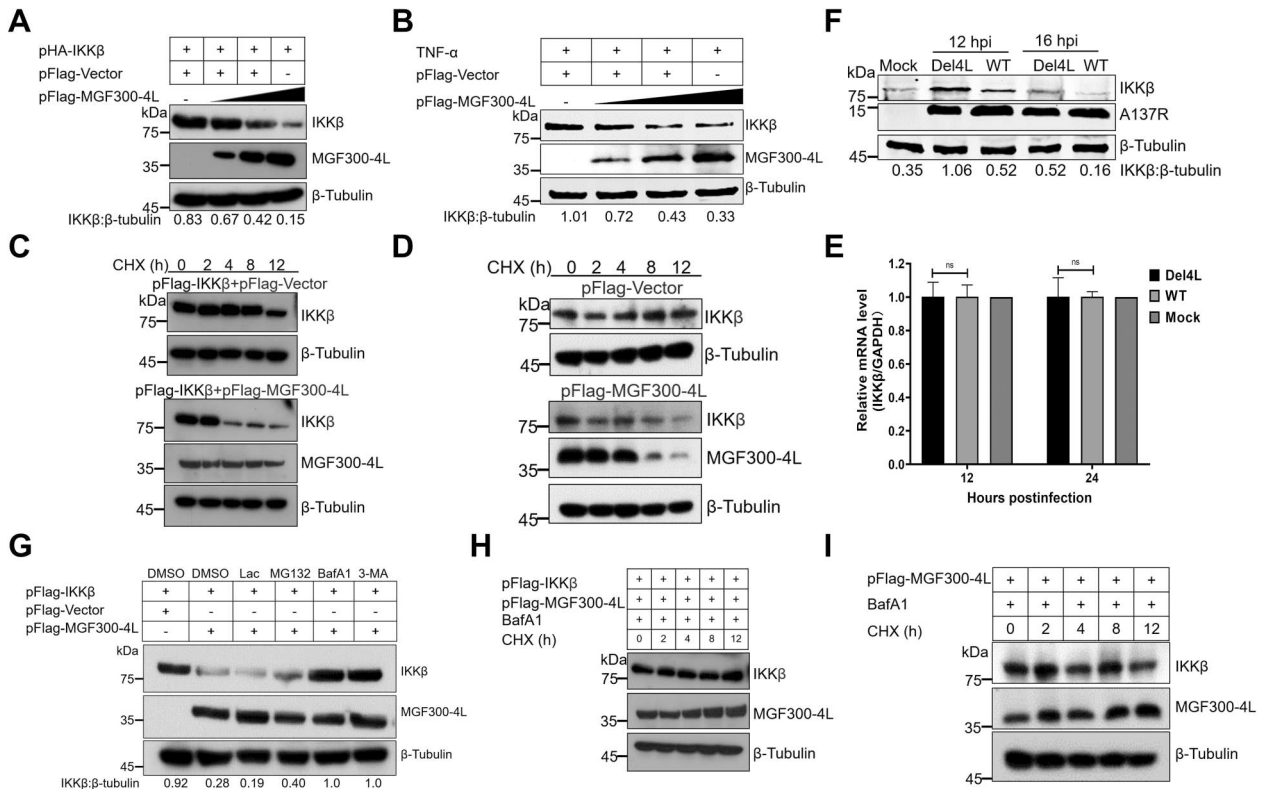 A
pHA-IKKβ + + + +
pFlag-Vector + + + -
pFlag-MGF300-4L -
kDa
75 IKKβ
35 MGF300-4L
45 β-Tubulin
IKKβ:β-tubulin 0.83 0.67 0.42 0.15
B
TNF-α + + + +
pFlag-Vector + + + -
pFlag-MGF300-4L -
kDa
75 IKKβ
35 MGF300-4L
45 β-Tubulin
IKKβ:β-tubulin 1.01 0.72 0.43 0.33
F
12 hpi 16 hpi
Mock Del4L WT Del4L WT
kDa
75 IKKβ
15 A137R
45 β-Tubulin
0.35 1.06 0.52 0.52 0.16 IKKβ:β-tubulin
C
CHX (h) 0 2 4 8 12
pFlag-IKKβ+pFlag-Vector
kDa
75 IKKβ
45 β-Tubulin
pFlag-IKKβ+pFlag-MGF300-4L
75 IKKβ
35 MGF300-4L
45 β-Tubulin
D
CHX (h) 0 2 4 8 12
pFlag-Vector
kDa
75 IKKβ
45 β-Tubulin
pFlag-MGF300-4L
75 IKKβ
35 MGF300-4L
45 β-Tubulin
E
Relative mRNA level
(IKKβ/GAPDH)
1.2
1.0
0.8
0.6
0.4
0.2
0.0
ns ns
Del4L
WT
Mock
12 24
Hours postinfection
G
DMSO DMSO Lac MG132 BafA1 3-MA
pFlag-IKKβ + + + + + +
pFlag-Vector + - - - - -
pFlag-MGF300-4L - + + + + +
kDa
75 IKKβ
35 MGF300-4L
45 β-Tubulin
IKKβ:β-tubulin 0.92 0.28 0.19 0.40 1.0 1.0
H
pFlag-IKKβ + + + + +
pFlag-MGF300-4L + + + + +
BafA1 + + + + +
CHX (h) 0 2 4 8 12
kDa
75 IKKβ
35 MGF300-4L
45 β-Tubulin
I
pFlag-MGF300-4L + + + + +
BafA1 + + + + +
CHX (h) 0 2 4 8 12
kDa
75 IKKβ
35 MGF300-4L
45 β-Tubulin